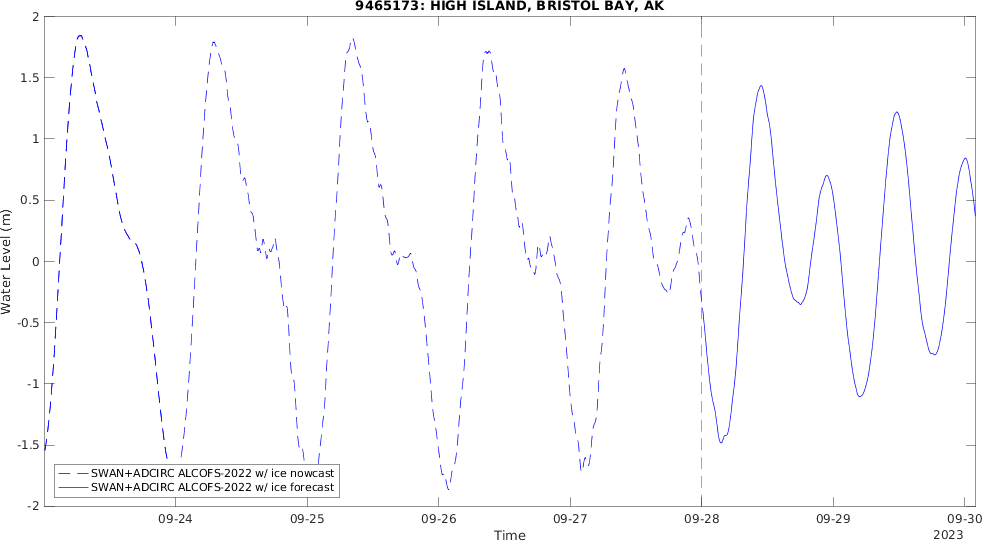 9465173: HIGH ISLAND, BRISTOL BAY, AK
2
1.5
1
0.5
0
-0.5
-1
-1.5
-2
Water Level (m)
SWAN+ADCIRC ALCOFS-2022 w/ ice nowcast
SWAN+ADCIRC ALCOFS-2022 w/ ice forecast
09-24 09-25 09-26 09-27 09-28 09-29 09-30
Time
2023